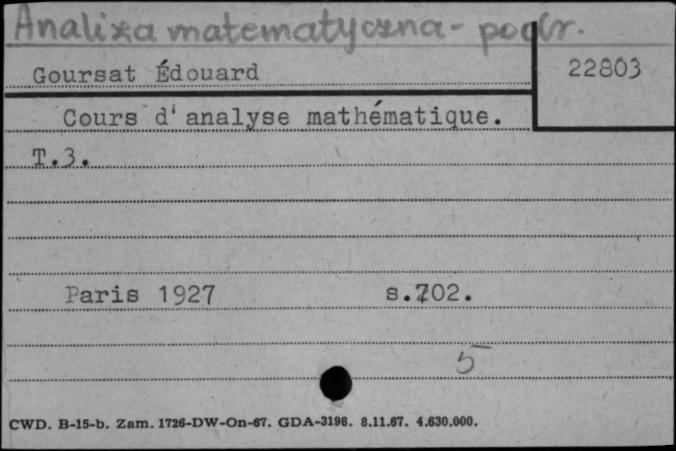 Analiza matematyczna - podr.
Goursat Édouard
22803
Cours d'analyse mathématique.
T.3.
Paris 1927 s.702.
5
CWD. B-15-b. Zam. 1726-DW-On-67. GDA-3198. 8.11.67. 4.630.000.